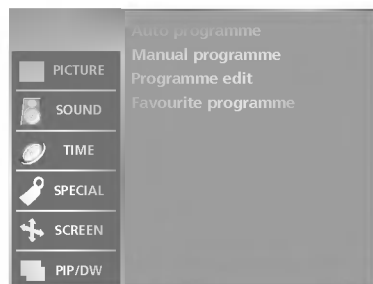 Auto programme
Manual programme
Programme edit
Favourite programme
PICTURE
SOUND
TIME
SPECIAL
SCREEN
PIP/DW